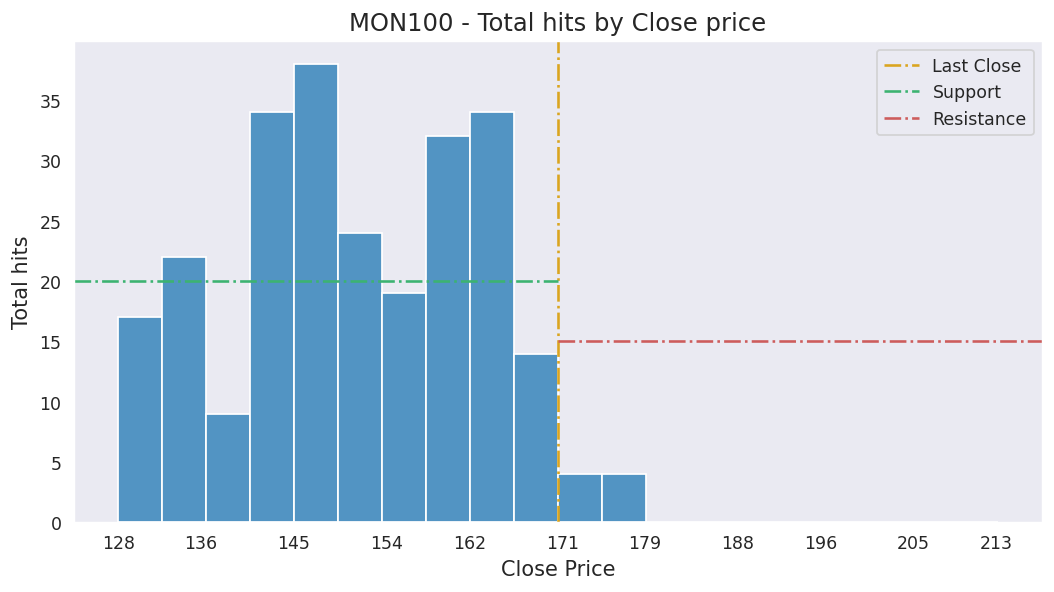 MON100 - Total hits by Close price
Last Close
Support
Resistance
Total hits
35
30
25
20
15
10
5
0
128 136 145 154 162 171 179 188 196 205 213
Close Price